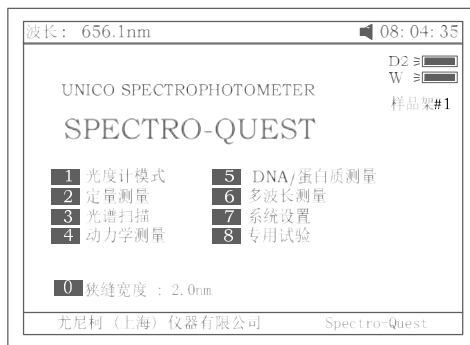 波长: 656.1nm 08:04:35
D2
W
样品架#1
UNICO SPECTROPHOTOMETER
SPECTRO-QUEST
1 光度计模式 5 DNA/蛋白质测量
2 定量测量 6 多波长测量
3 光谱扫描 7 系统设置
4 动力学测量 8 专用试验
0 狭缝宽度 : 2.0nm
尤尼柯 (上海) 仪器有限公司 Spectro-Quest